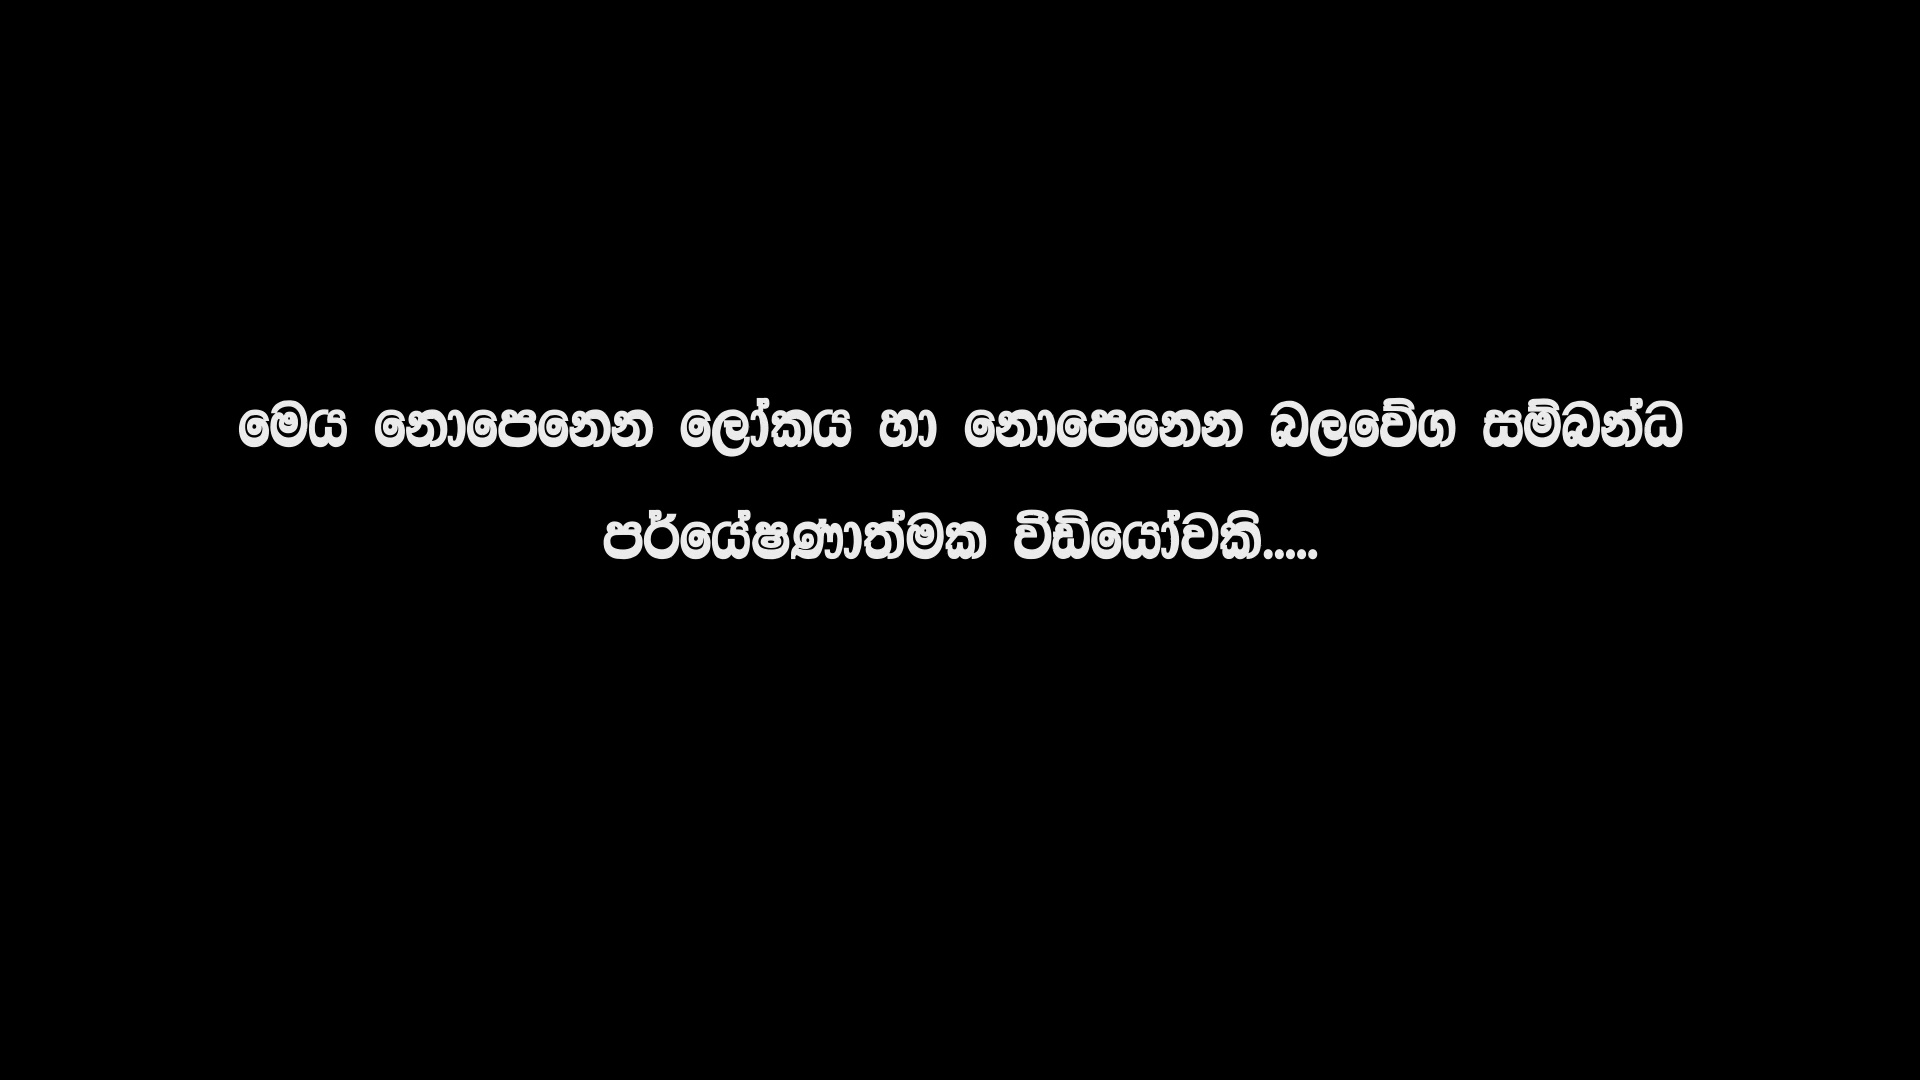 මෙය නොපෙනෙන ලෝකය හා නොපෙනෙන බලවේග සම්බන්ධ
පර්යේෂණාත්මක වීඩියෝවකි.....